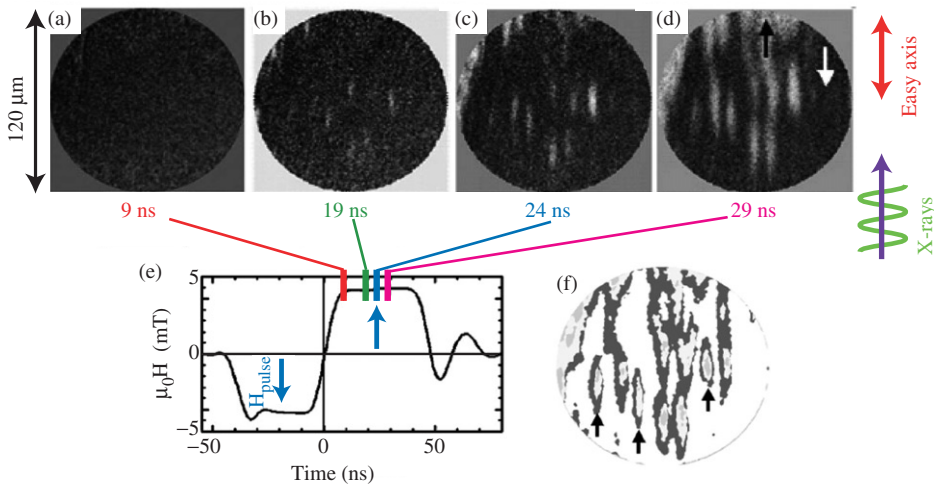 (a)
(b)
(c)
(d)
120 μm
Easy axis
X-rays
9 ns
19 ns
24 ns
29 ns
(e)
(f)
5
0
−5
μ₀H (mT)
H_pulse
−50
0
50
Time (ns)